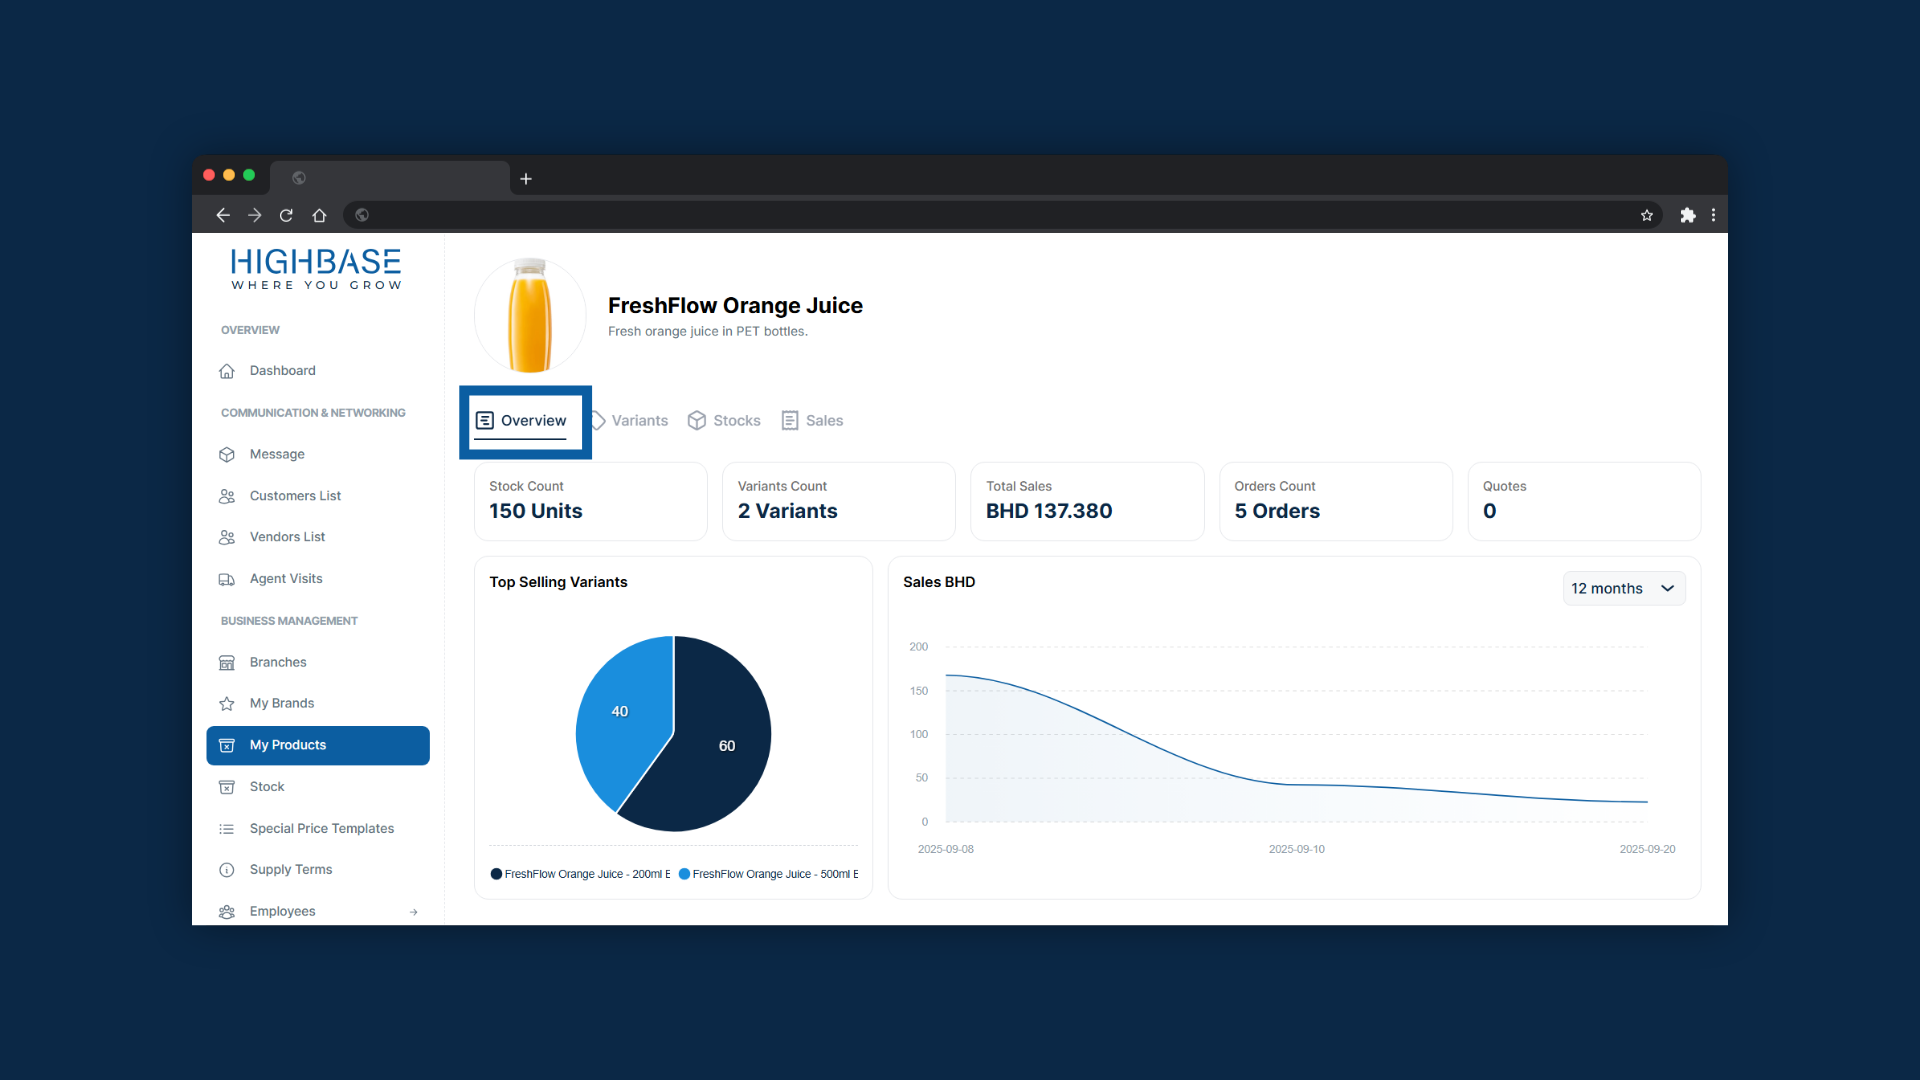 HIGHBASE
WHERE YOU GROW
OVERVIEW
Dashboard
COMMUNICATION & NETWORKING
Message
Customers List
Vendors List
Agent Visits
BUSINESS MANAGEMENT
Branches
My Brands
My Products
Stock
Special Price Templates
Supply Terms
Employees
FreshFlow Orange Juice
Fresh orange juice in PET bottles.
Overview Variants Stocks Sales
Stock Count
150 Units
Variants Count
2 Variants
Total Sales
BHD 137.380
Orders Count
5 Orders
Quotes
0
Top Selling Variants
40
60
FreshFlow Orange Juice - 200ml
FreshFlow Orange Juice - 500ml
Sales BHD
12 months
200
150
100
50
0
2025-09-08 2025-09-10 2025-09-20